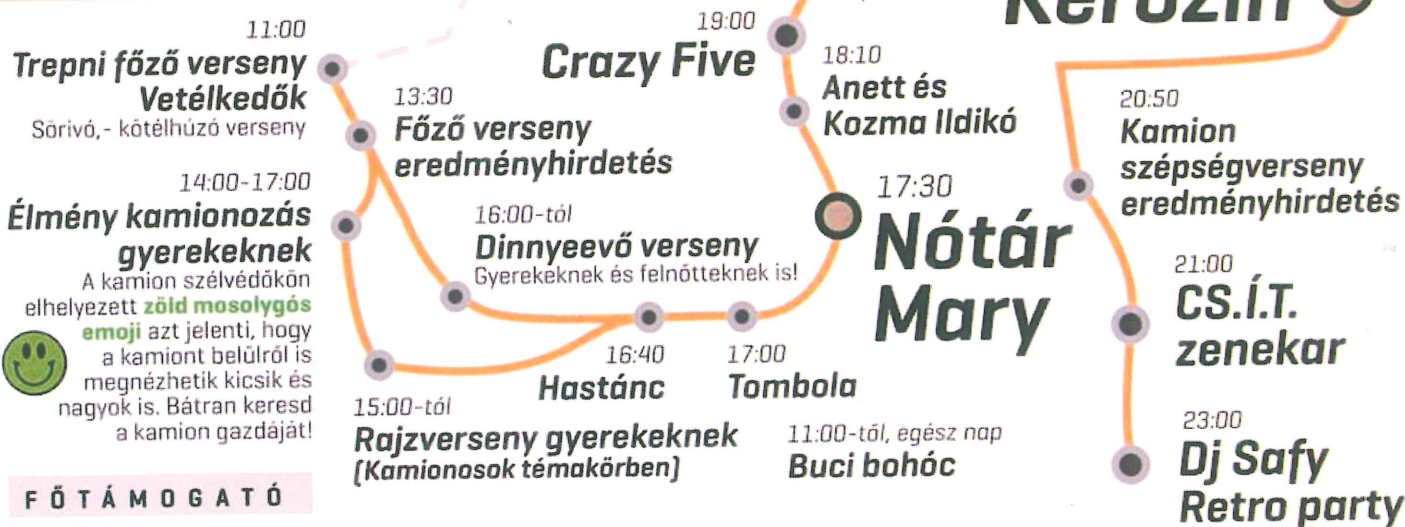 11:00
Trepni főző verseny
Vetélkedők
Sörivó,- kötélhúzó verseny
13:30
Főző verseny
eredményhirdetés
14:00-17:00
Élmény kamionozás
gyerekeknek
A kamion szélvédőkön
elhelyezett zöld mosolygós
emoji azt jelenti, hogy
a kamiont belülről is
megnézhetik kicsik és
nagyok is. Bátran keresd
a kamion gazdáját!
15:00-tól
Rajzverseny gyerekeknek
(Kamionosok témakörben)
16:00-tól
Dinnyeevő verseny
Gyerekeknek és felnőtteknek is!
16:40
Hastánc
17:00
Tombola
11:00-től, egész nap
Buci bohóc
17:30
Nótár
Mary
18:10
Anett és
Kozma Ildikó
19:00
Crazy Five
Kerozin
20:50
Kamion
szépségverseny
eredményhirdetés
21:00
CS.Í.T.
zenekar
23:00
Dj Safy
Retro party
FŐTÁMOGATÓ